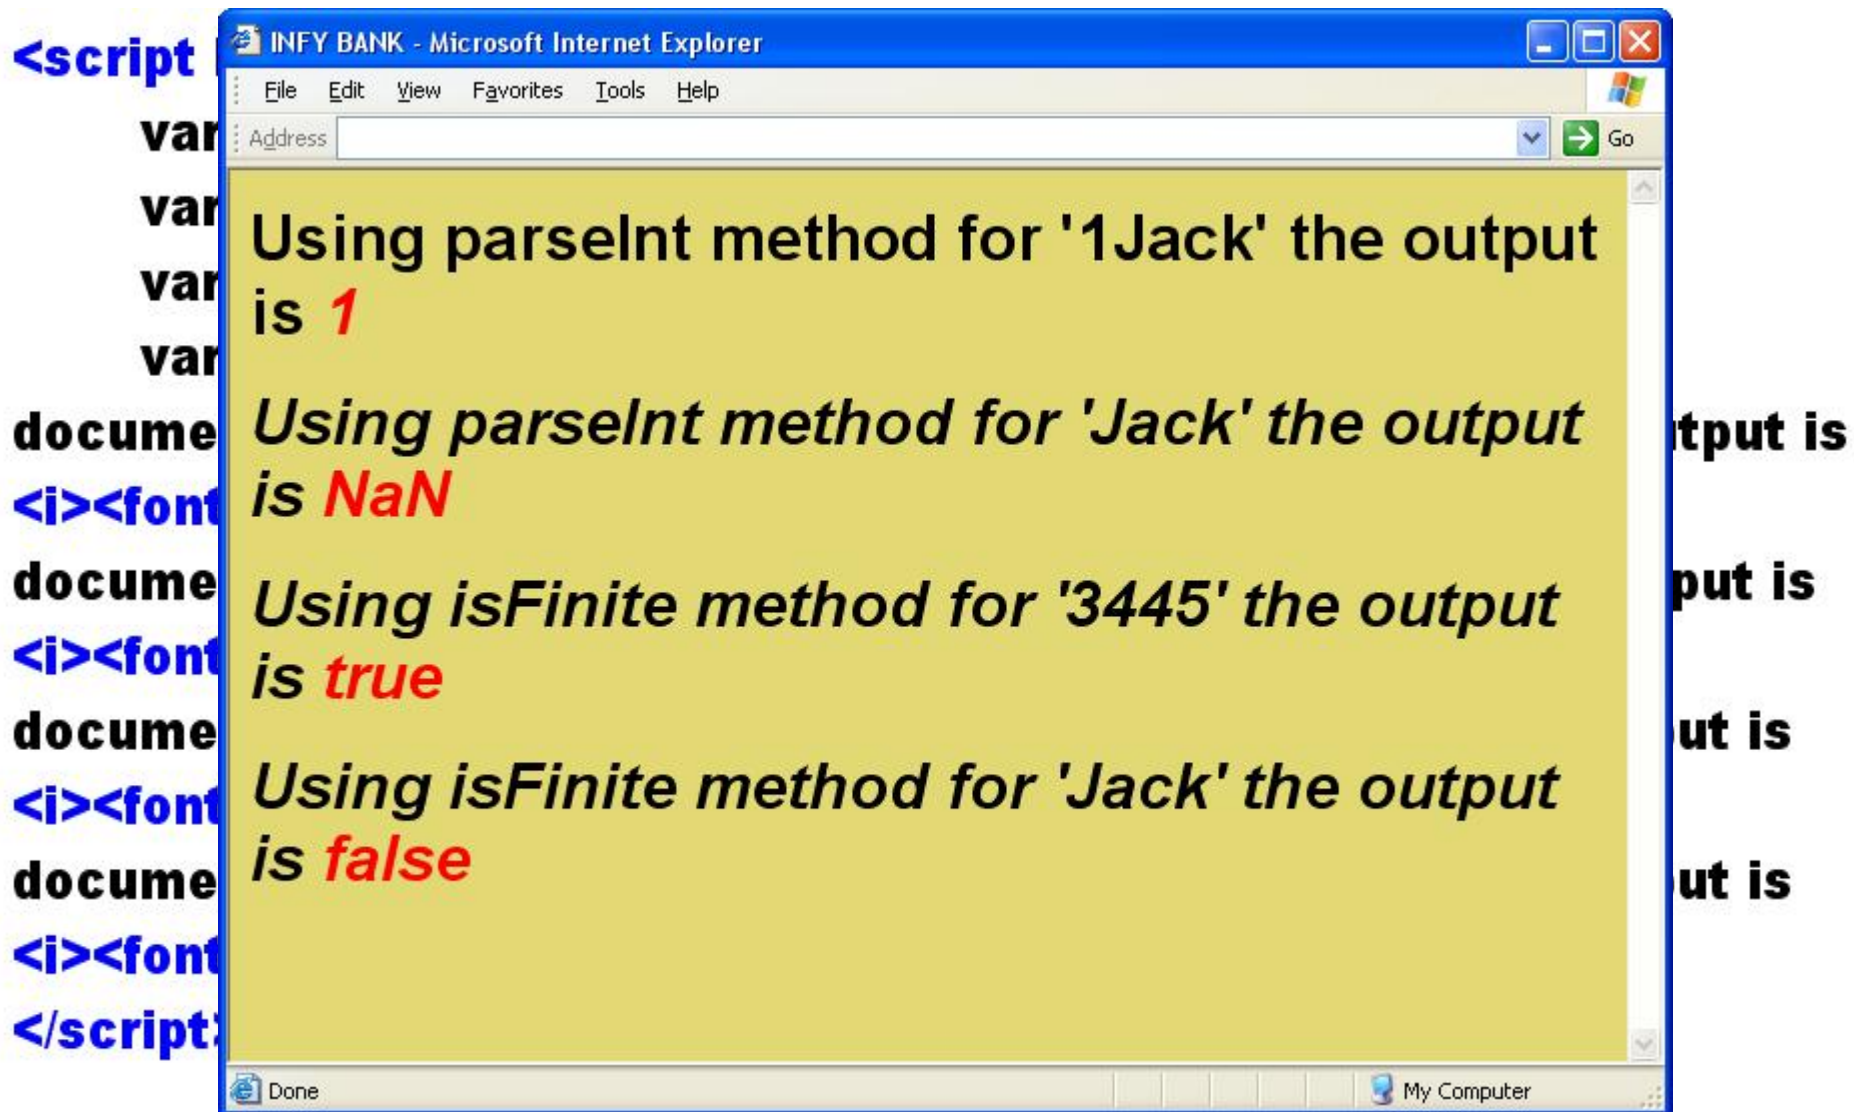 <script
INFY BANK - Microsoft Internet Explorer
File Edit View Favorites Tools Help
Address Go
var
var
var
var
Using parseInt method for '1Jack' the output
is 1
Using parseInt method for 'Jack' the output
is NaN
Using isFinite method for '3445' the output
is true
Using isFinite method for 'Jack' the output
is false
docume tput is
<i><font
docume put is
<i><font
docume ut is
<i><font
docume ut is
<i><font
</script>
Done My Computer